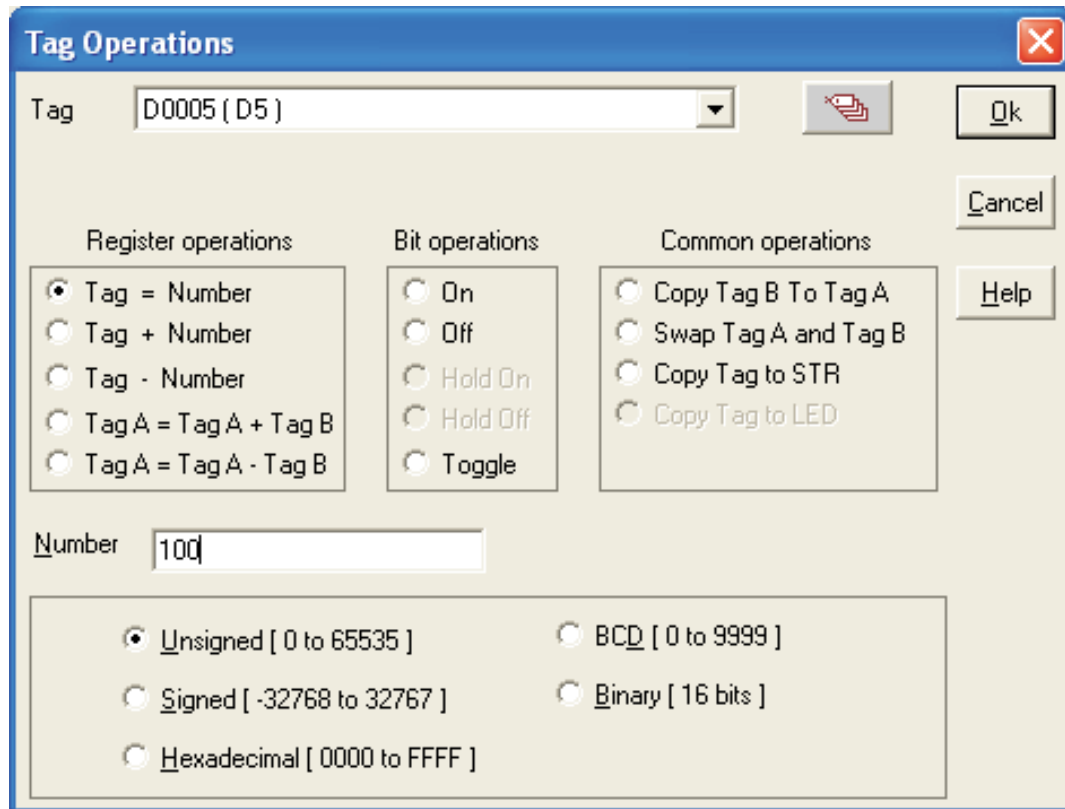 Tag Operations
Tag D0005 ( D5 ) Ok
Cancel
Register operations Bit operations Common operations
Help
Tag = Number On Copy Tag B To Tag A
Tag + Number Off Swap Tag A and Tag B
Tag - Number Hold On Copy Tag to STR
Tag A = Tag A + Tag B Hold Off Copy Tag to LED
Tag A = Tag A - Tag B Toggle
Number 100
Unsigned [ 0 to 65535 ] BCD [ 0 to 9999 ]
Signed [ -32768 to 32767 ] Binary [ 16 bits ]
Hexadecimal [ 0000 to FFFF ]